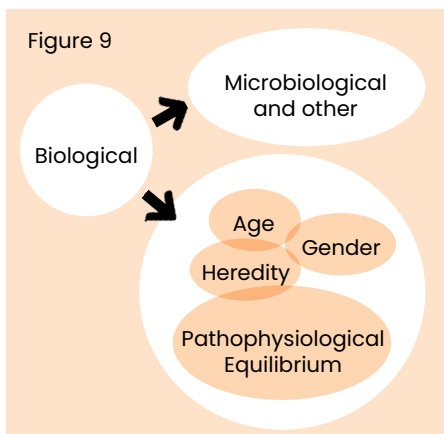 Figure 9
Microbiological
and other
Biological
Age
Gender
Heredity
Pathophysiological
Equilibrium